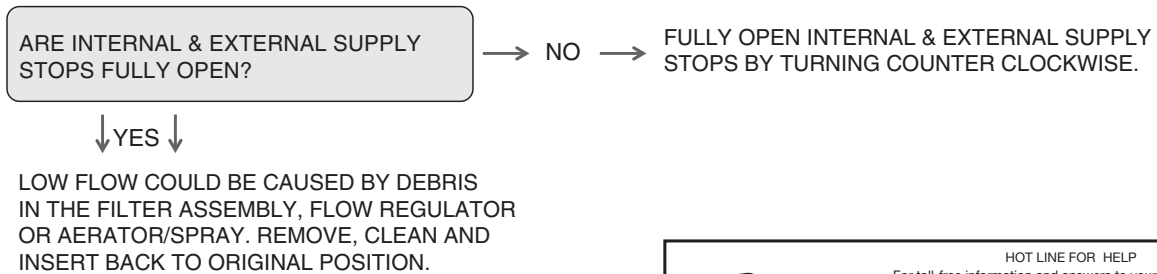 ARE INTERNAL & EXTERNAL SUPPLY
STOPS FULLY OPEN?
NO
FULLY OPEN INTERNAL & EXTERNAL SUPPLY
STOPS BY TURNING COUNTER CLOCKWISE.
YES
LOW FLOW COULD BE CAUSED BY DEBRIS
IN THE FILTER ASSEMBLY, FLOW REGULATOR
OR AERATOR/SPRAY. REMOVE, CLEAN AND
INSERT BACK TO ORIGINAL POSITION.
HOT LINE FOR HELP